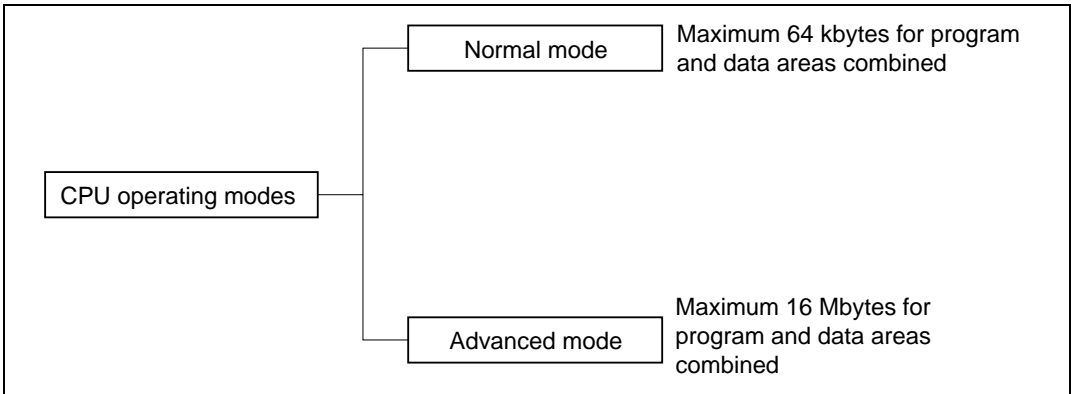 Normal mode
Maximum 64 kbytes for program
and data areas combined
CPU operating modes
Advanced mode
Maximum 16 Mbytes for
program and data areas
combined